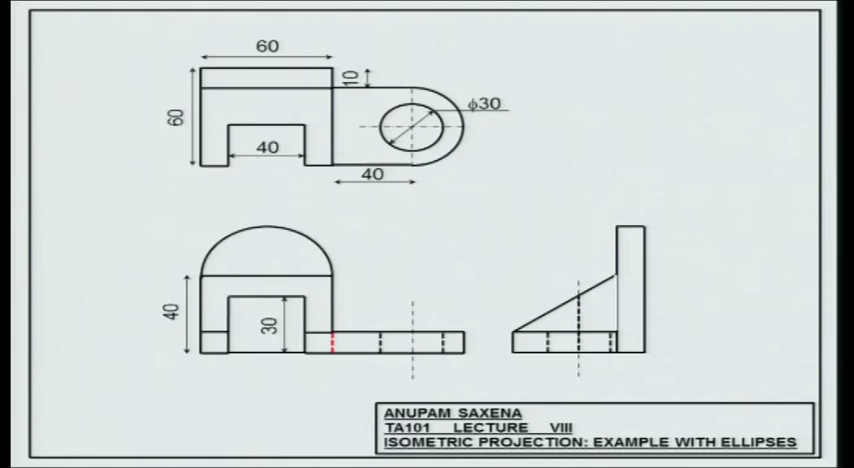 60
10
60
ϕ30
40
40
40
30
ANUPAM SAXENA
TA101 LECTURE VIII
ISOMETRIC PROJECTION: EXAMPLE WITH ELLIPSES